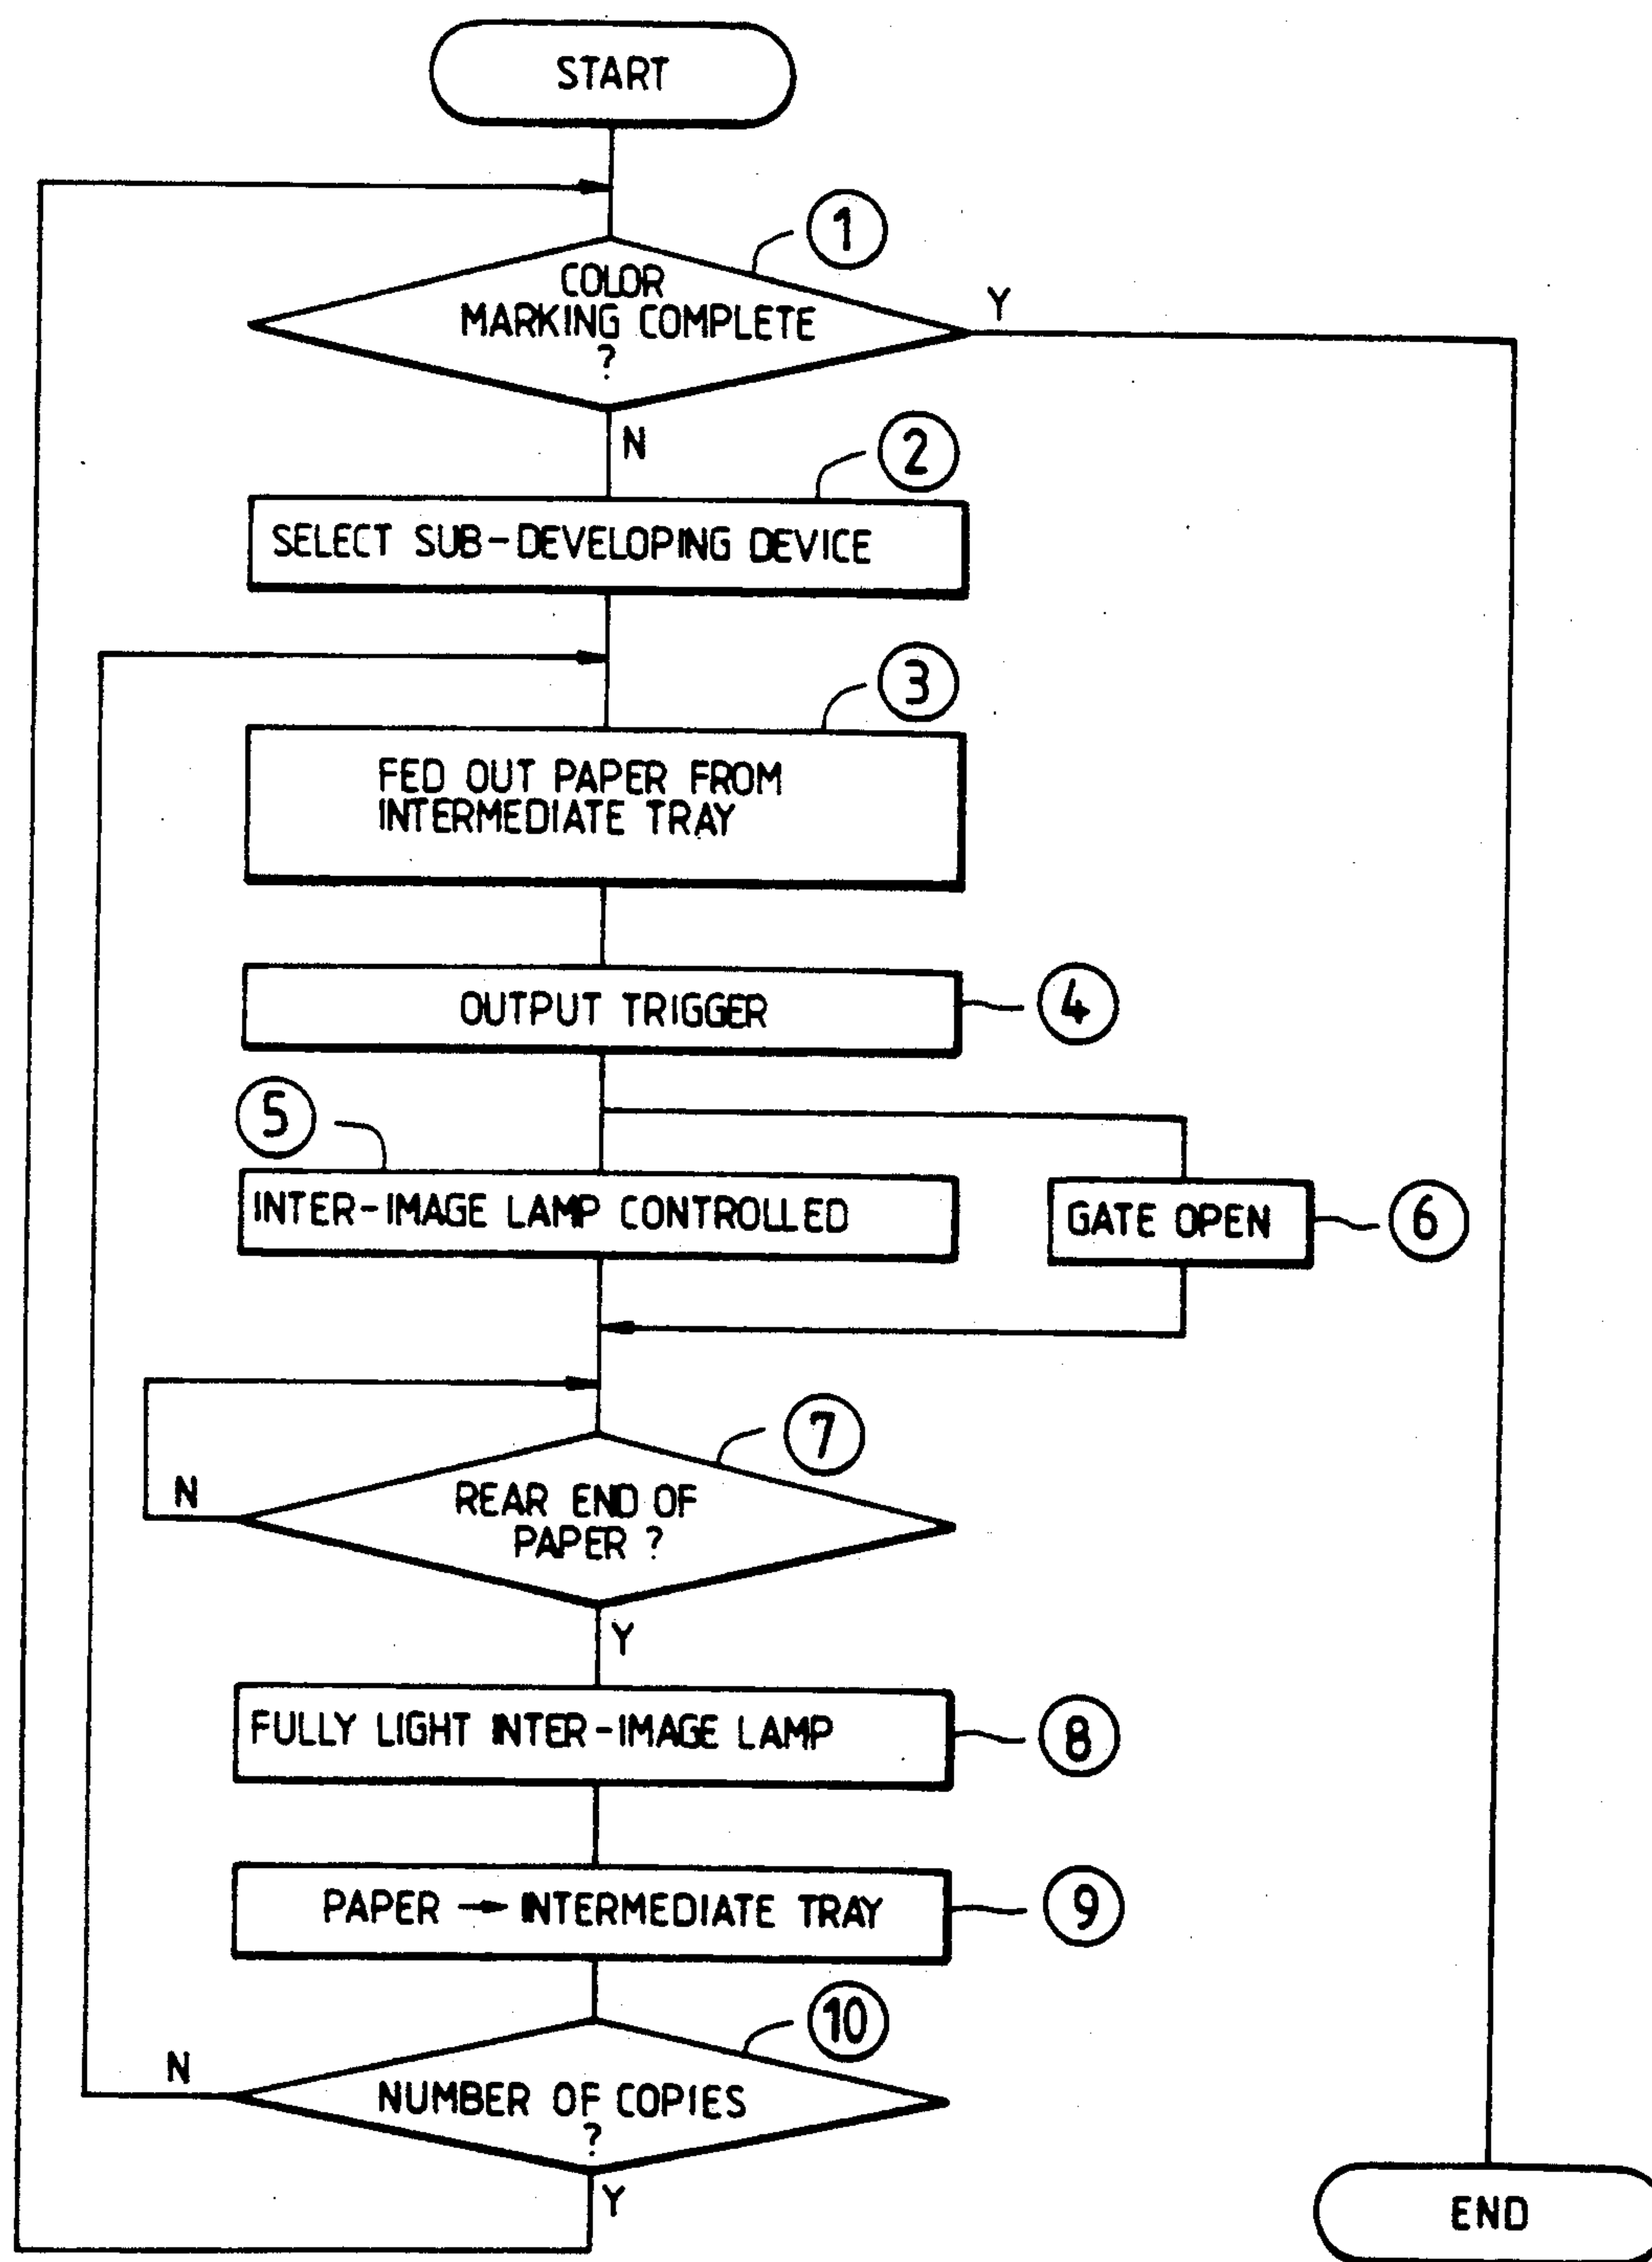 START
1
COLOR
MARKING COMPLETE
?
Y
N
2
SELECT SUB-DEVELOPING DEVICE
3
FED OUT PAPER FROM
INTERMEDIATE TRAY
OUTPUT TRIGGER
4
5
INTER-IMAGE LAMP CONTROLLED
GATE OPEN
6
7
N
REAR END OF
PAPER ?
Y
FULLY LIGHT INTER-IMAGE LAMP
8
PAPER → INTERMEDIATE TRAY
9
10
N
NUMBER OF COPIES
?
Y
END